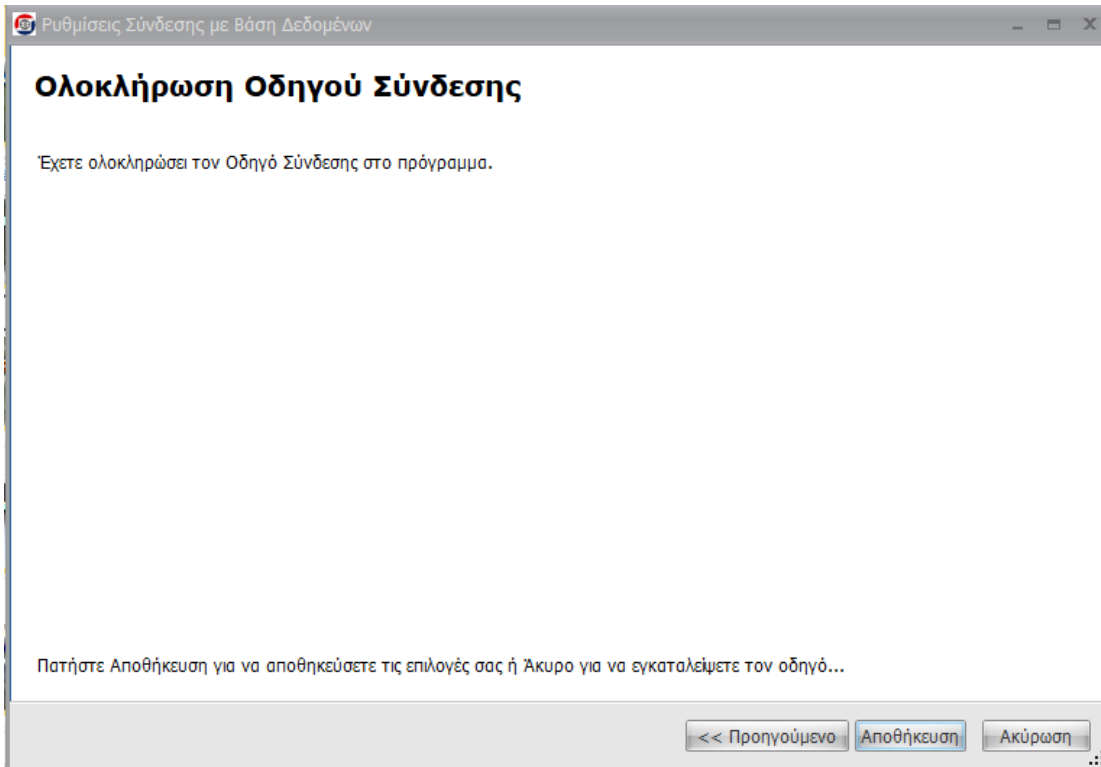 Ρυθμίσεις Σύνδεσης με Βάση Δεδομένων
Ολοκλήρωση Οδηγού Σύνδεσης
Έχετε ολοκληρώσει τον Οδηγό Σύνδεσης στο πρόγραμμα.
Πατήστε Αποθήκευση για να αποθηκεύσετε τις επιλογές σας ή Άκυρο για να εγκαταλείψετε τον οδηγό...
<< Προηγούμενο Αποθήκευση Ακύρωση